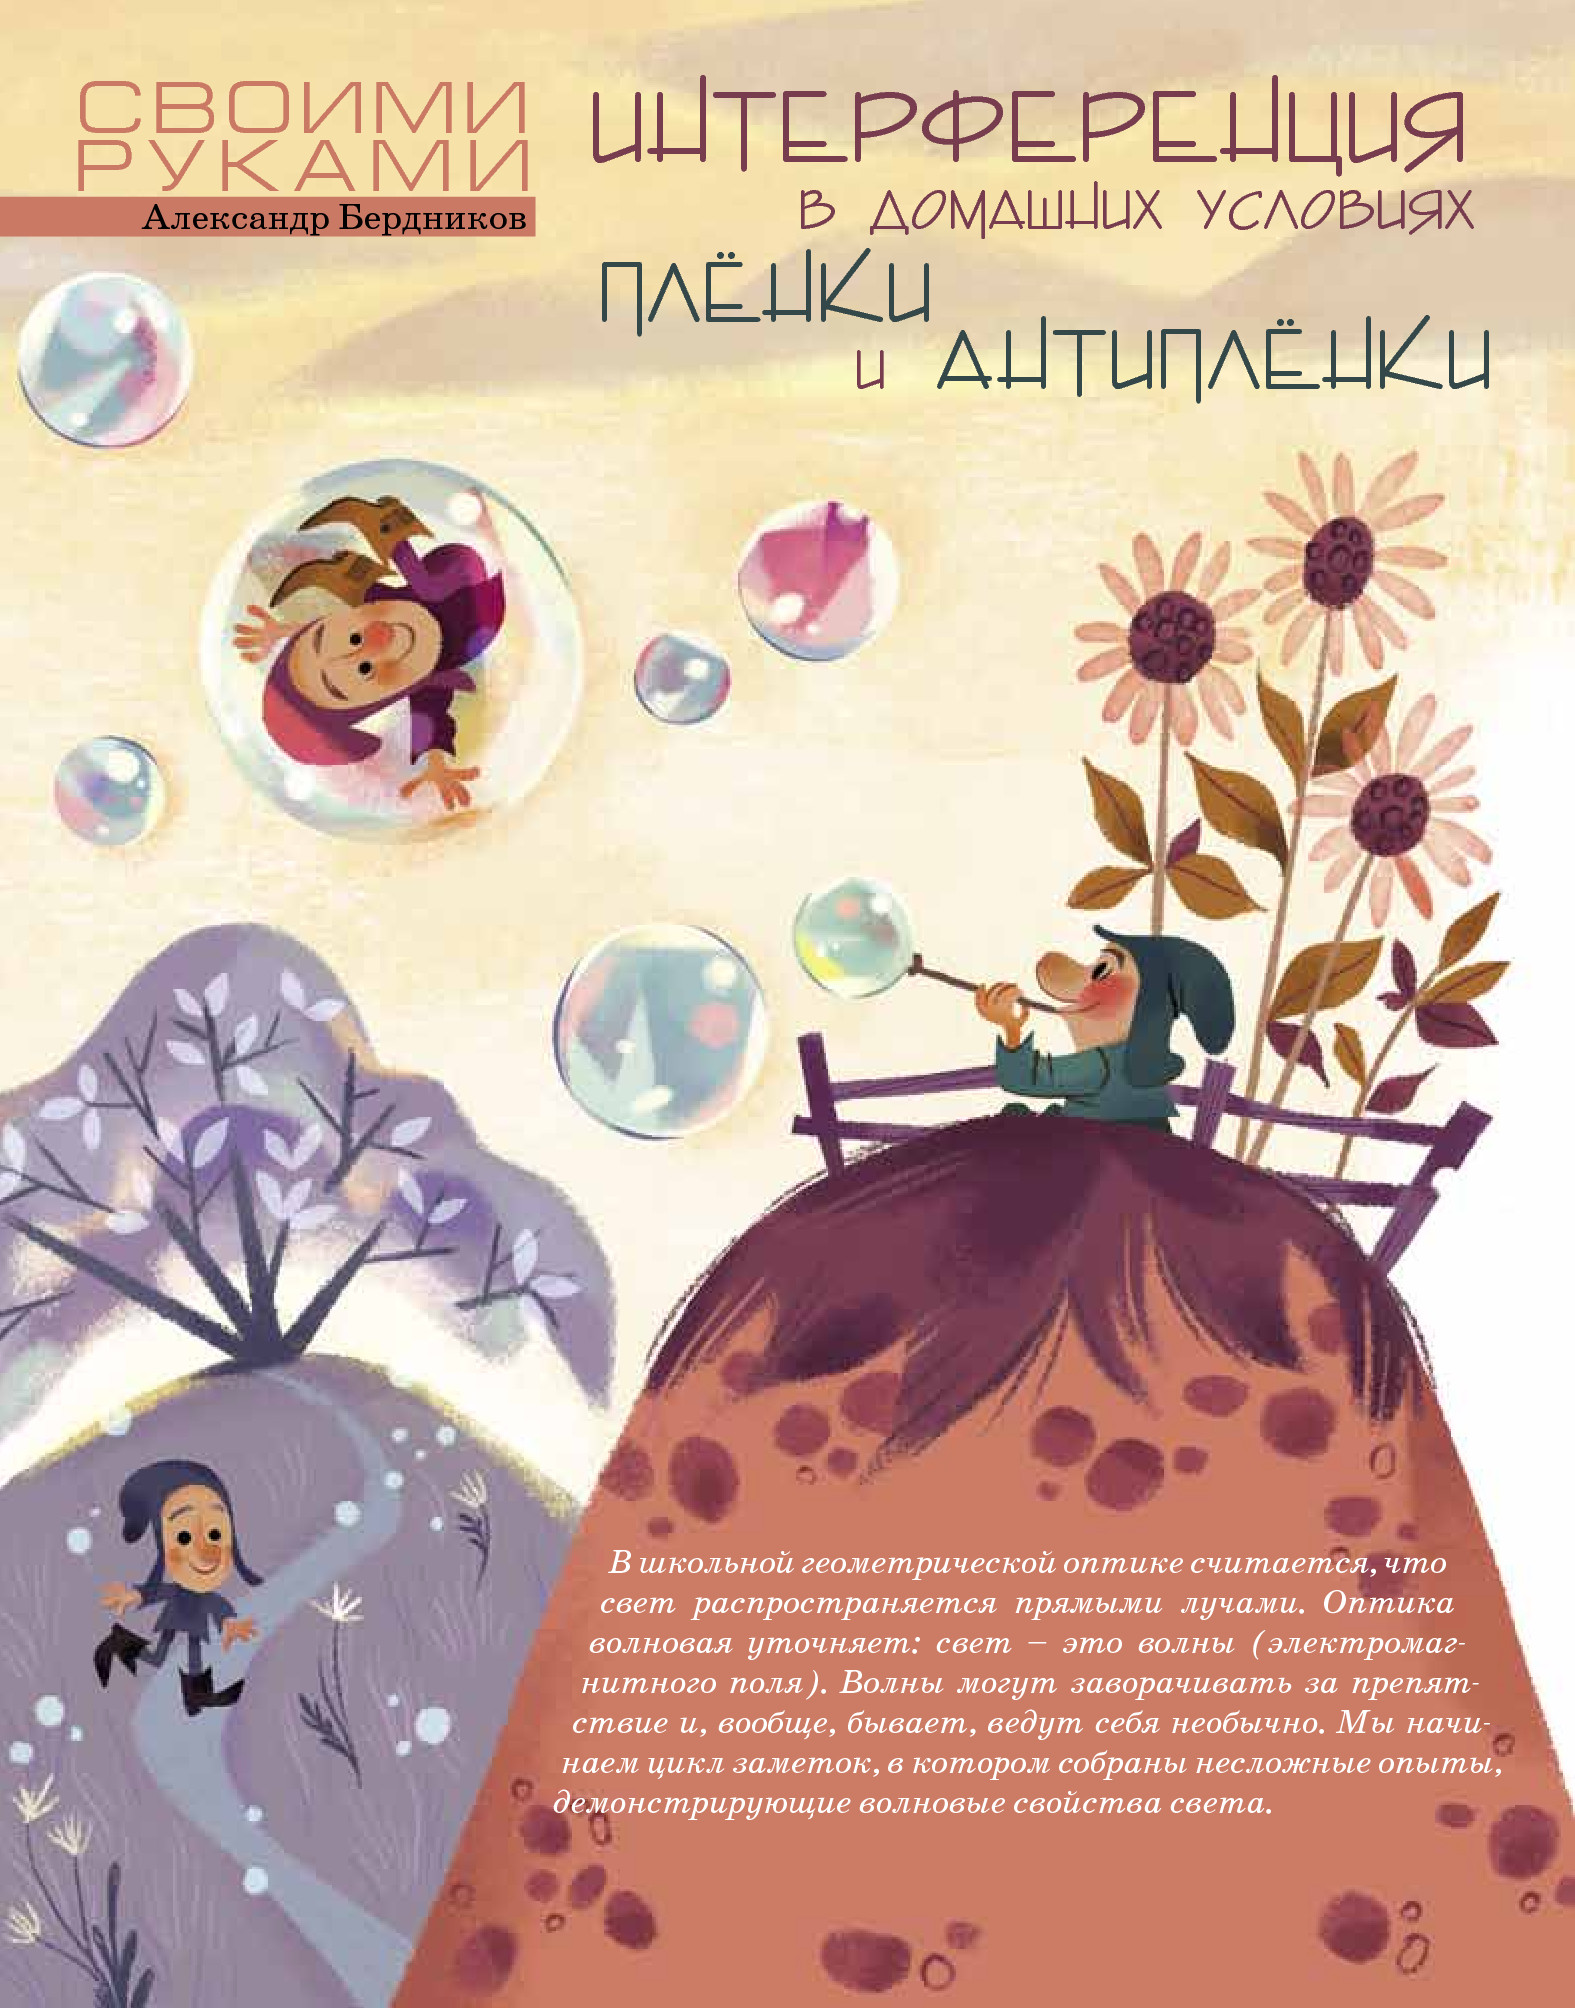 СВОИМИ
РУКАМИ
Александр Бердников
ИНТЕРФЕРЕНЦИЯ
В ДОМАШНИХ УСЛОВИЯХ
ПЛЁНКИ
И АНТИПЛЁНКИ
В школьной геометрической оптике считается, что
свет распространяется прямыми лучами. Оптика
волновая уточняет: свет – это волны (электромаг-
нитного поля). Волны могут заворачивать за препят-
ствие и, вообще, бывает, ведут себя необычно. Мы начи-
наем цикл заметок, в котором собраны несложные опыты,
демонстрирующие волновые свойства света.